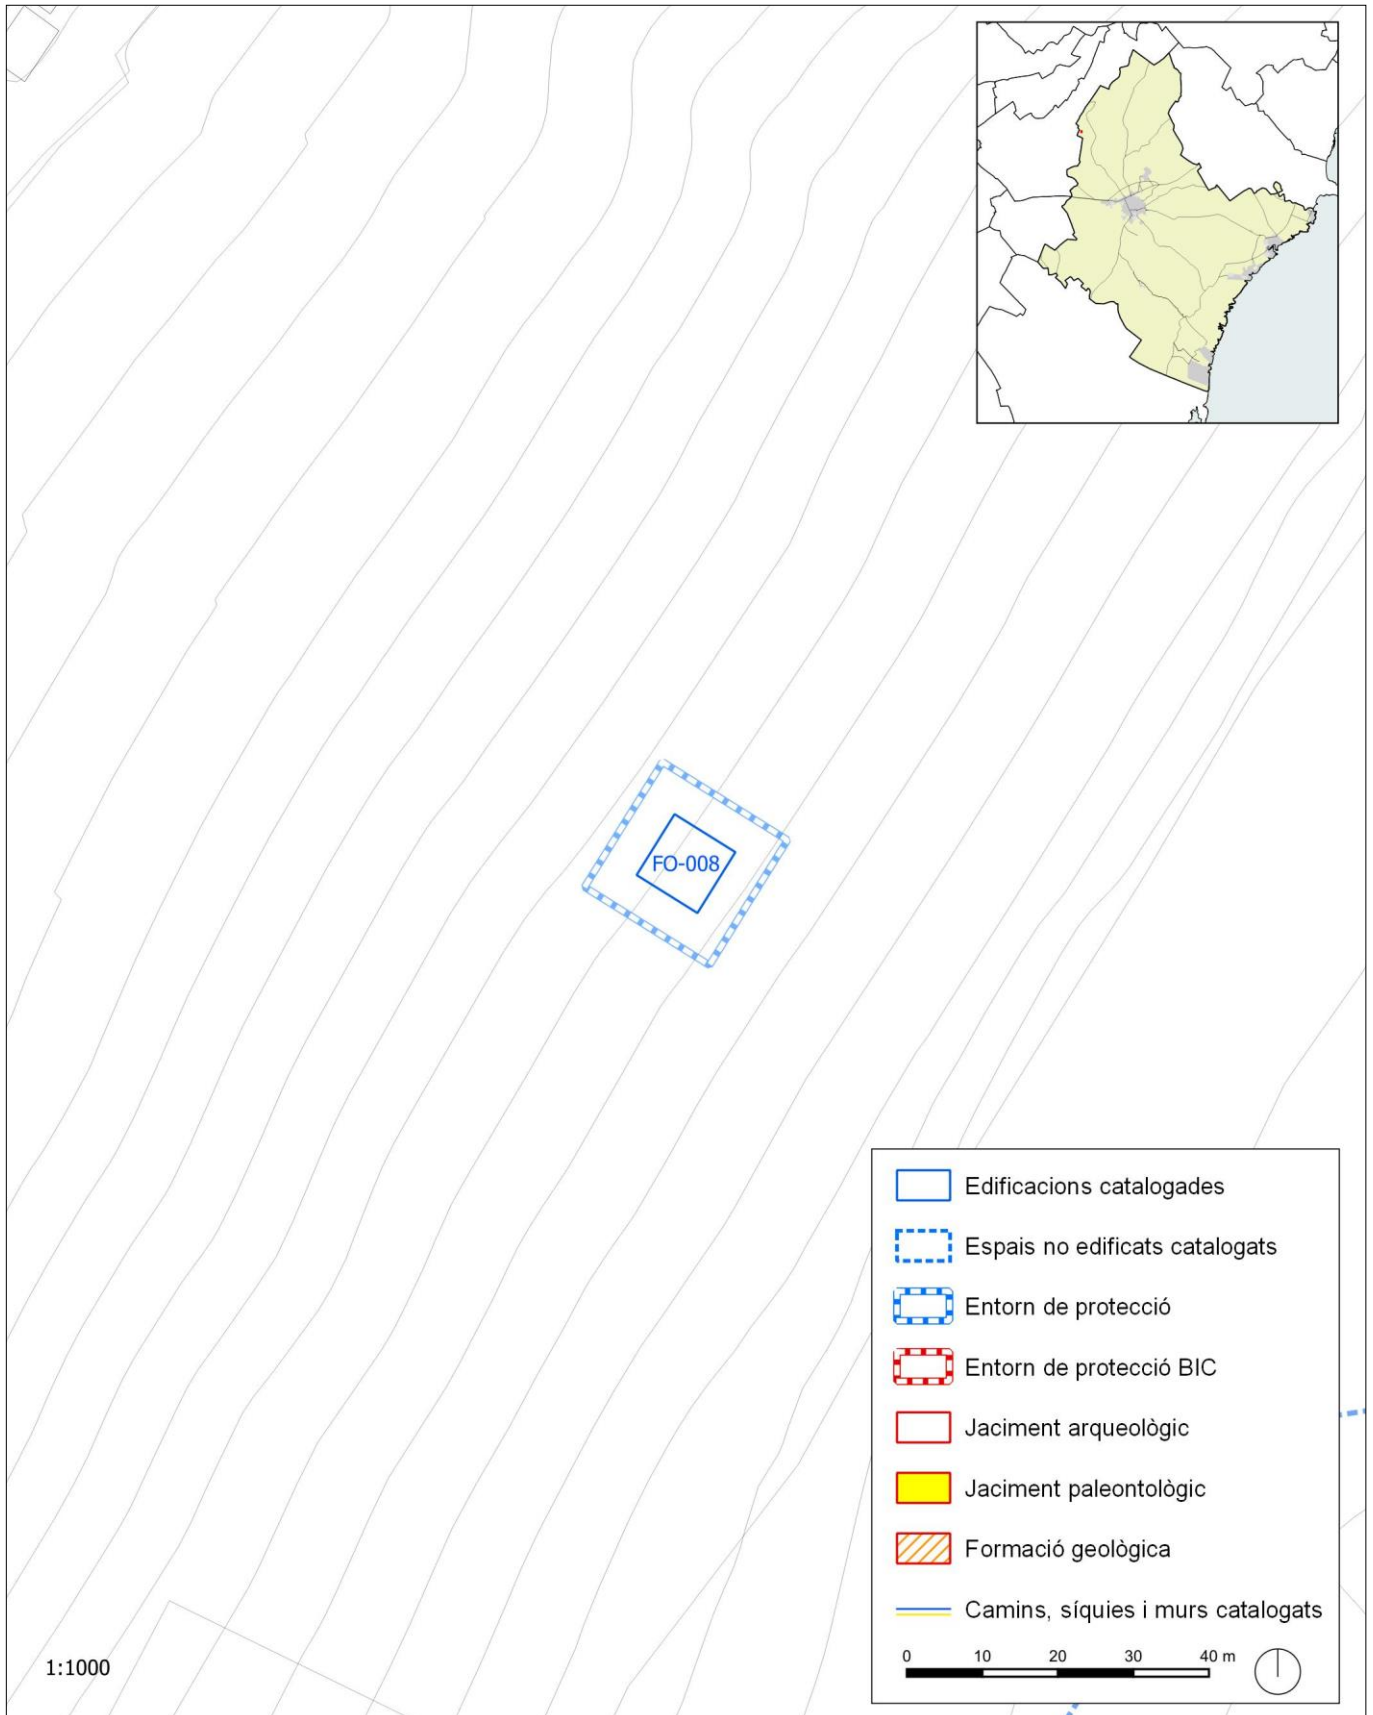 FO-008
Edificacions catalogades
Espais no edificats catalogats
Entorn de protecció
Entorn de protecció BIC
Jaciment arqueològic
Jaciment paleontològic
Formació geològica
Camins, síquies i murs catalogats
0 10 20 30 40 m
1:1000